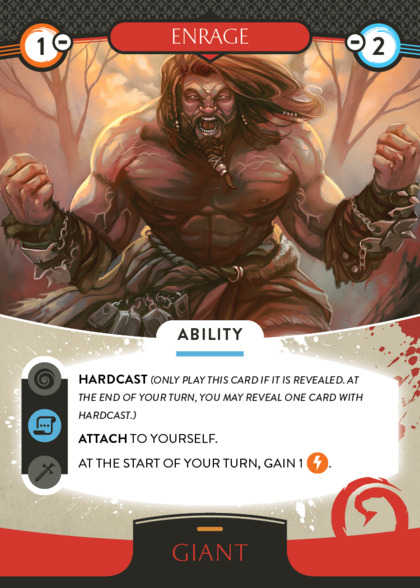 ENRAGE
1 -
- 2
ABILITY
HARDCAST (ONLY PLAY THIS CARD IF IT IS REVEALED. AT
THE END OF YOUR TURN, YOU MAY REVEAL ONE CARD WITH
HARDCAST.)
ATTACH TO YOURSELF.
AT THE START OF YOUR TURN, GAIN 1 .
GIANT